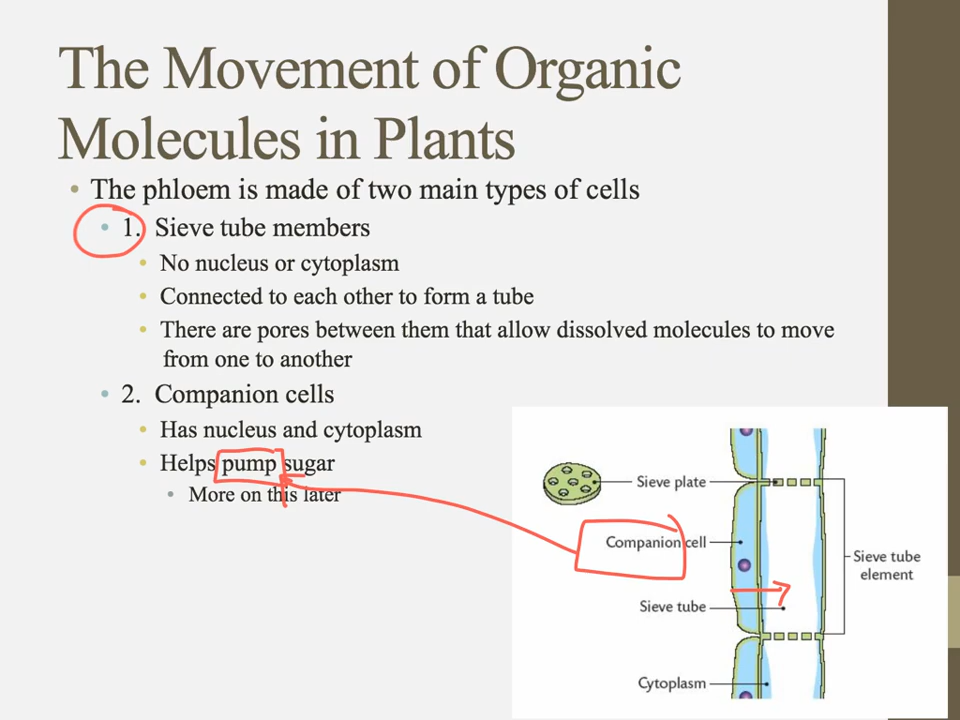 The Movement of Organic
Molecules in Plants
• The phloem is made of two main types of cells
• 1. Sieve tube members
• No nucleus or cytoplasm
• Connected to each other to form a tube
• There are pores between them that allow dissolved molecules to move
from one to another
• 2. Companion cells
• Has nucleus and cytoplasm
• Helps pump sugar
• More on this later
Sieve plate
Companion cell
Sieve tube
element
Sieve tube
Cytoplasm